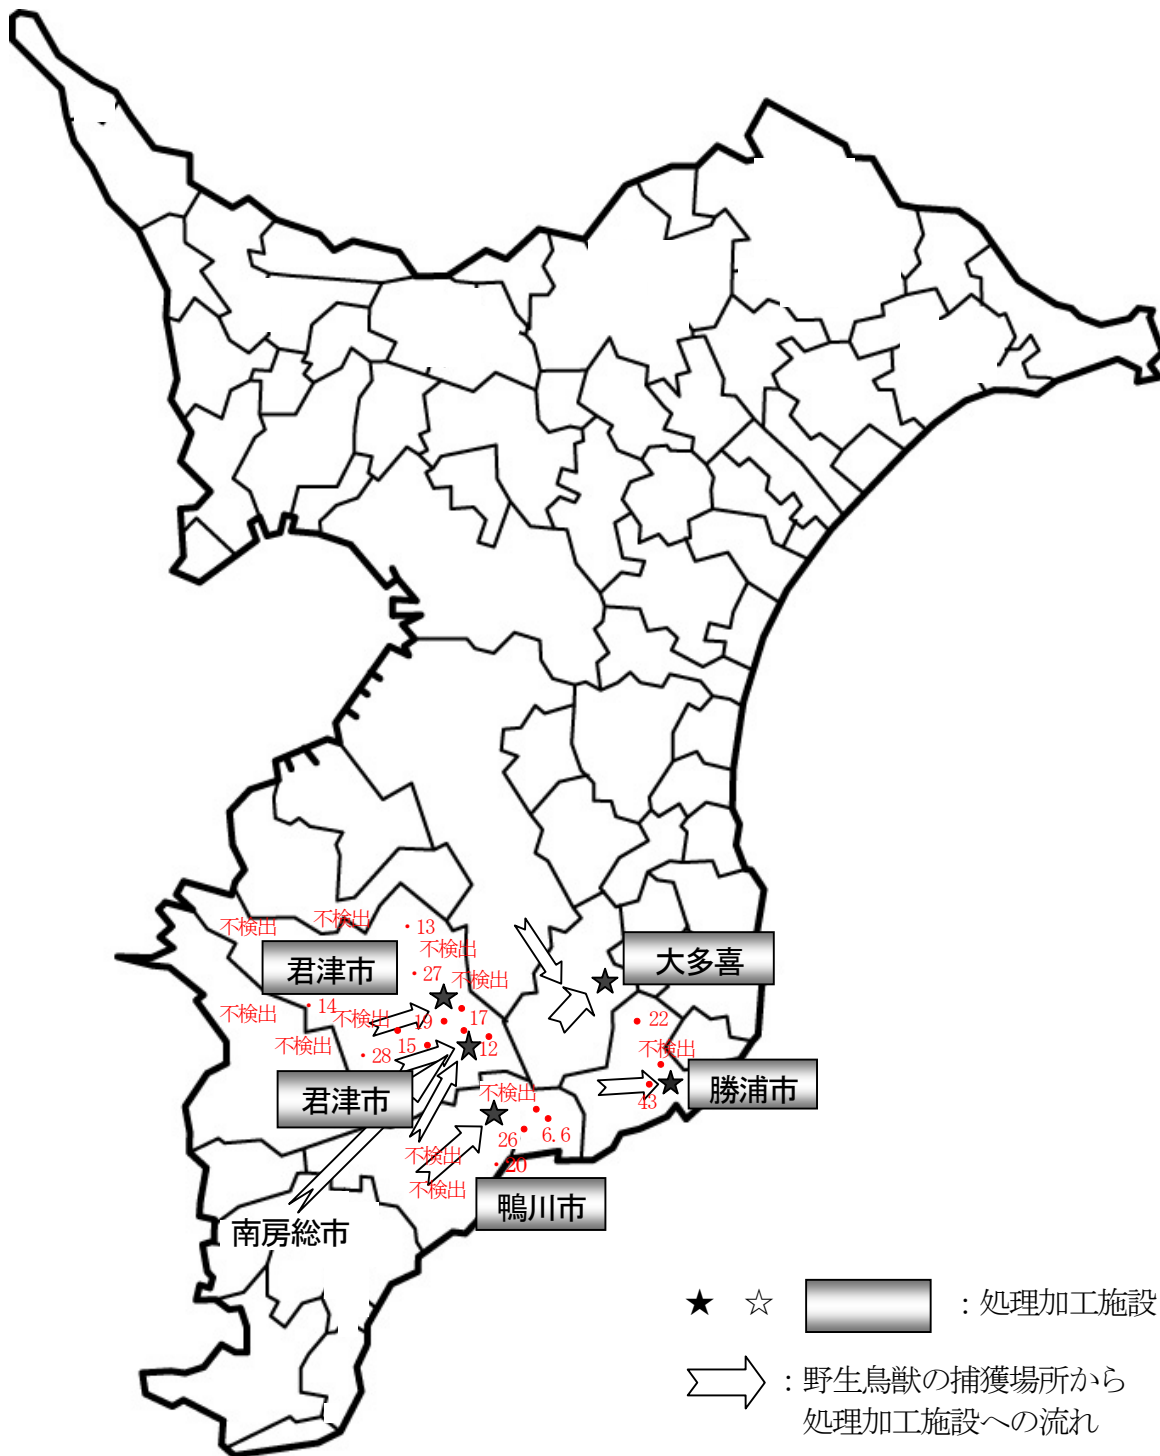 不検出
不検出
13
不検出
君津市
大多喜
27
不検出
14
不検出
不検出
19
17
22
不検出
15
12
不検出
28
君津市
勝浦市
43
不検出
26
6.6
不検出
20
不検出
鴨川市
南房総市
★ ☆ ：処理加工施設
：野生鳥獣の捕獲場所から
処理加工施設への流れ